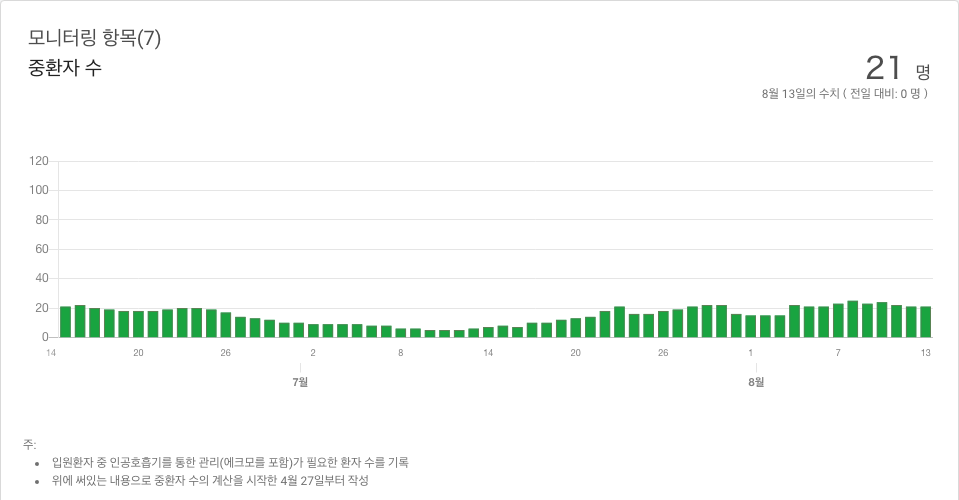 모니터링 항목(7)
중환자 수
21 명
8월 13일의 수치 ( 전일 대비: 0 명 )
120
100
80
60
40
20
0
14 20 26 2 8 14 20 26 1 7 13
7월 8월
주:
• 입원환자 중 인공호흡기를 통한 관리(에크모를 포함)가 필요한 환자 수를 기록
• 위에 써있는 내용으로 중환자 수의 계산을 시작한 4월 27일부터 작성